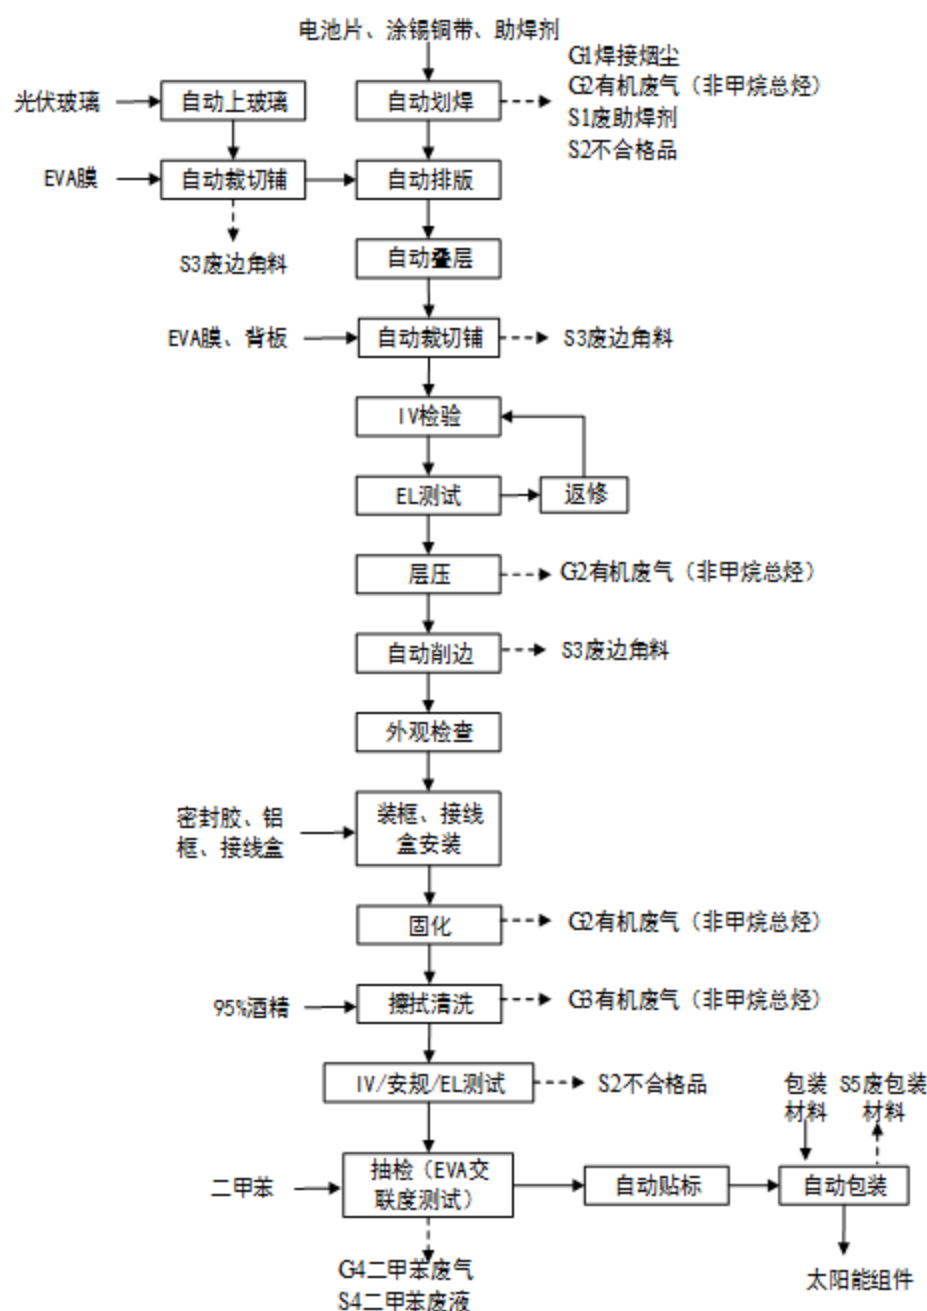 电池片、涂锡铜带、助焊剂
G1焊接烟尘
G2有机废气（非甲烷总烃）
S1废助焊剂
S2不合格品
光伏玻璃
自动上玻璃
自动划焊
EVA膜
自动裁切铺
自动排版
S3废边角料
自动叠层
EVA膜、背板
自动裁切铺
S3废边角料
IV检验
EL测试
返修
层压
G2有机废气（非甲烷总烃）
自动削边
S3废边角料
外观检查
密封胶、铝
框、接线盒
装框、接线
盒安装
固化
G2有机废气（非甲烷总烃）
95%酒精
擦拭清洗
G3有机废气（非甲烷总烃）
IV/安规/EL测试
S2不合格品
包装
材料
S5废包装
材料
二甲苯
抽检（EVA交
联度测试）
自动贴标
自动包装
G4二甲苯废气
S4二甲苯废液
太阳能组件